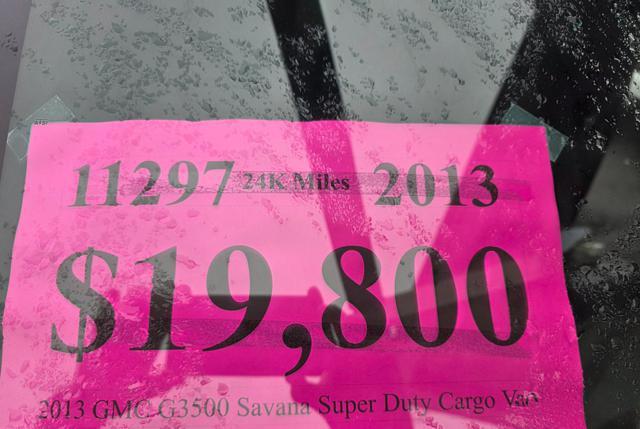 11297 24K Miles 2013
$19,800
2013 GMC G3500 Savana Super Duty Cargo Van